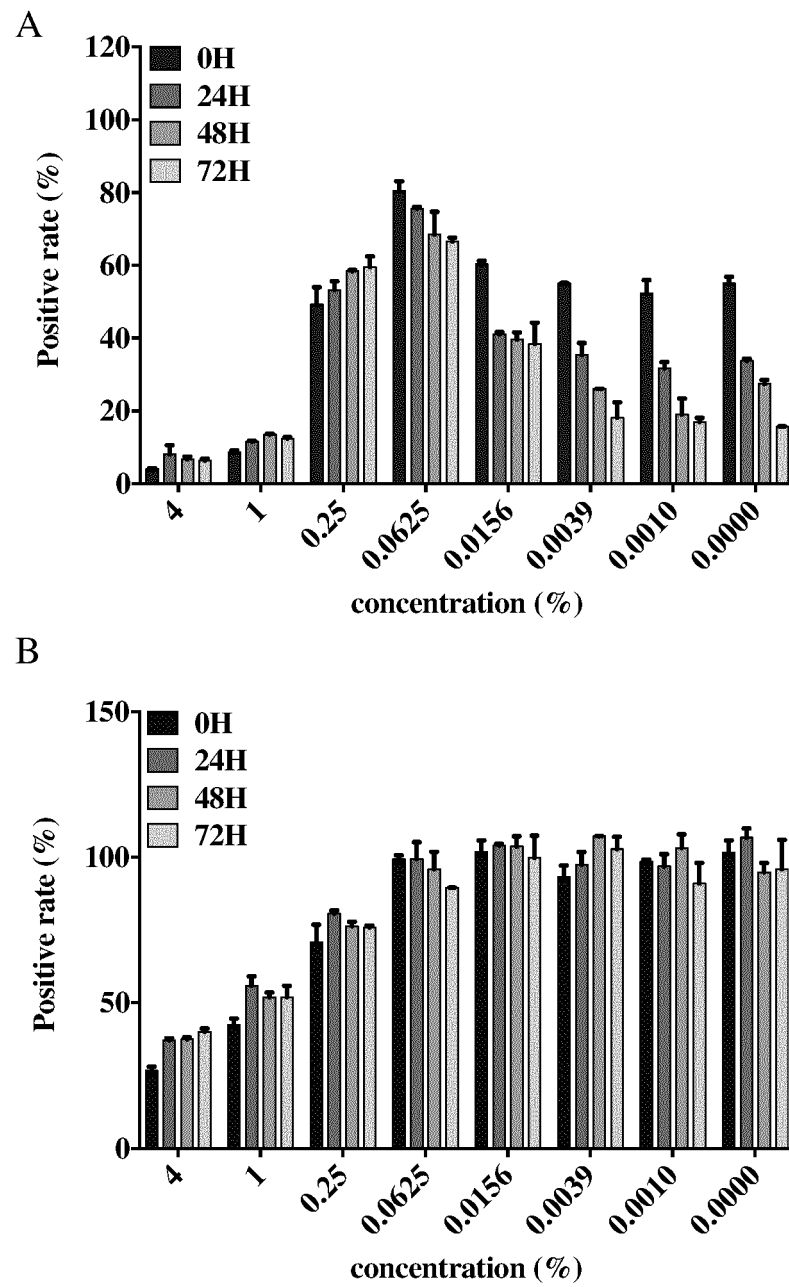 A
120
100
80
60
40
20
0
Positive rate (%)
0H
24H
48H
72H
4
1
0.25
0.0625
0.0156
0.0039
0.0010
0.0000
concentration (%)
B
150
100
50
0
Positive rate (%)
0H
24H
48H
72H
4
1
0.25
0.0625
0.0156
0.0039
0.0010
0.0000
concentration (%)